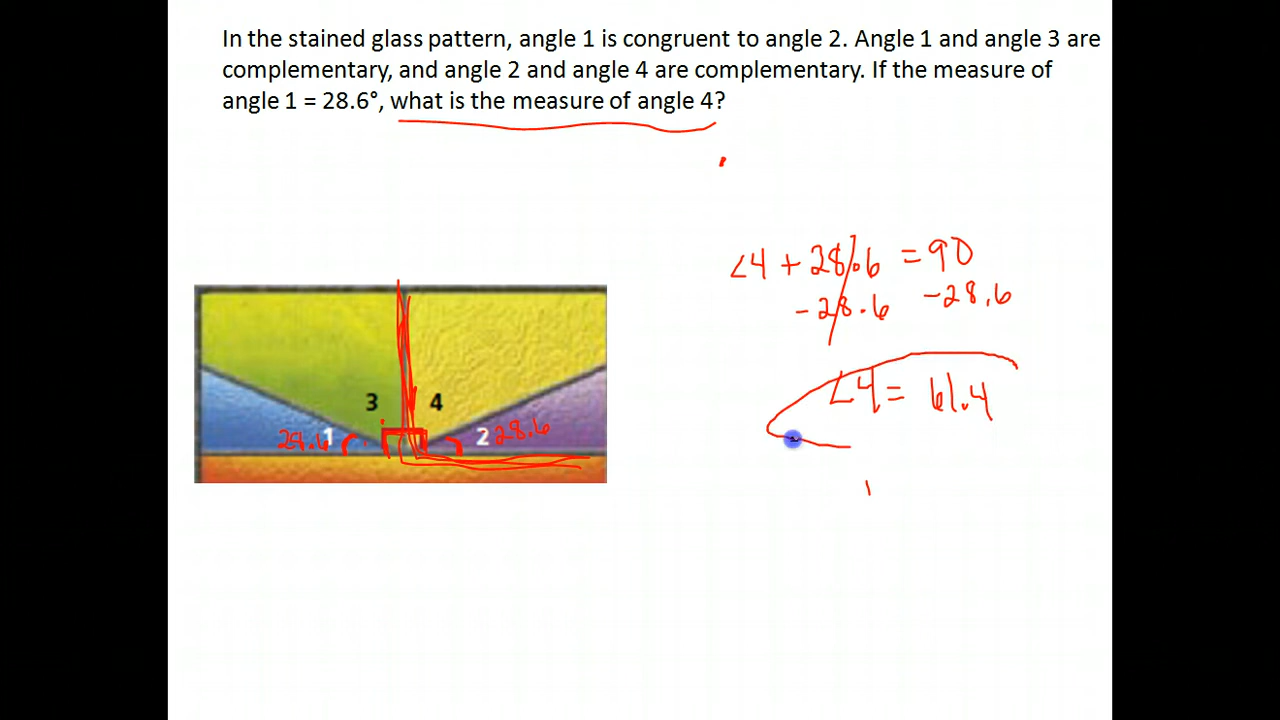 In the stained glass pattern, angle 1 is congruent to angle 2. Angle 1 and angle 3 are
complementary, and angle 2 and angle 4 are complementary. If the measure of
angle 1 = 28.6°, what is the measure of angle 4?
∠4 + 28.6 = 90
- 28.6 - 28.6
∠4 = 61.4
3 4
28.6 1 2 28.6